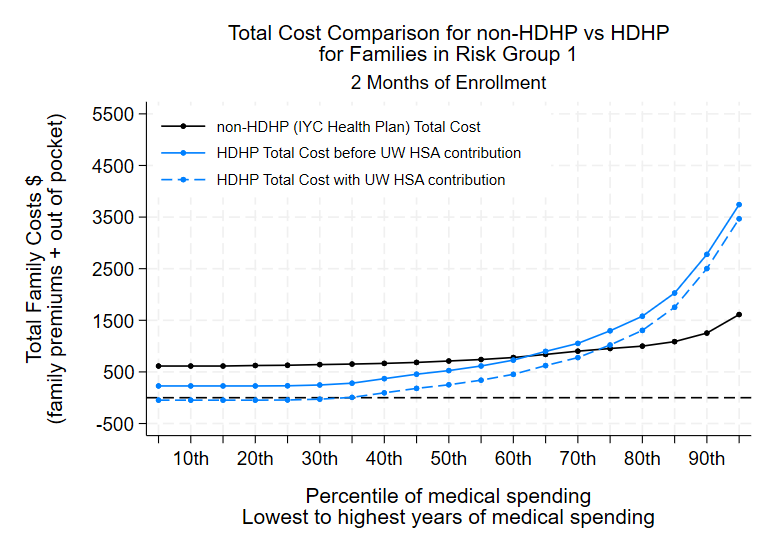 Total Cost Comparison for non-HDHP vs HDHP
for Families in Risk Group 1
2 Months of Enrollment
Total Family Costs $
(family premiums + out of pocket)
5500
4500
3500
2500
1500
500
-500
non-HDHP (IYC Health Plan) Total Cost
HDHP Total Cost before UW HSA contribution
HDHP Total Cost with UW HSA contribution
10th 20th 30th 40th 50th 60th 70th 80th 90th
Percentile of medical spending
Lowest to highest years of medical spending